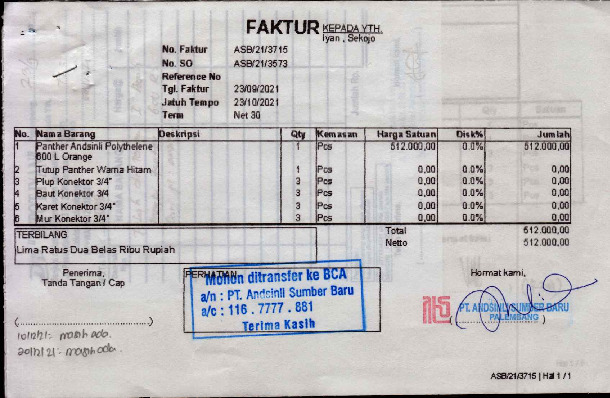 FAKTUR KEPADA YTH.
Iyan , Sekojo
No. Faktur ASB/21/3715
No. SO ASB/21/3573
Reference No
Tgl. Faktur 23/09/2021
Jatuh Tempo 23/10/2021
Term Net 30
No. Nama Barang Deskripsi Qty Kemasan Harga Satuan Disk% Jumlah
1 Panther Andsinli Polythelene 1 Pcs 512.000,00 0.0% 512.000,00
600 L Orange
2 Tutup Panther Warna Hitam 1 Pcs 0,00 0.0% 0,00
3 Plup Konektor 3/4" 3 Pcs 0,00 0.0% 0,00
4 Baut Konektor 3/4 3 Pcs 0,00 0.0% 0,00
5 Karet Konektor 3/4" 3 Pcs 0,00 0.0% 0,00
6 Mur Konektor 3/4" 3 Pcs 0,00 0.0% 0,00
TERBILANG
Lima Ratus Dua Belas Ribu Rupiah
Total 512.000,00
Netto 512.000,00
Penerima,
Tanda Tangan / Cap
PERHATIAN
Mohon ditransfer ke BCA
a/n : PT. Andsinli Sumber Baru
a/c : 116 . 7777 . 881
Terima Kasih
Hormat kami,
PT. ANDSINLI SUMBER BARU
PALEMBANG
(..............................)
(..............................)
masih ada.
20/12/21: masih ada.
ASB/21/3715 | Hal 1 / 1